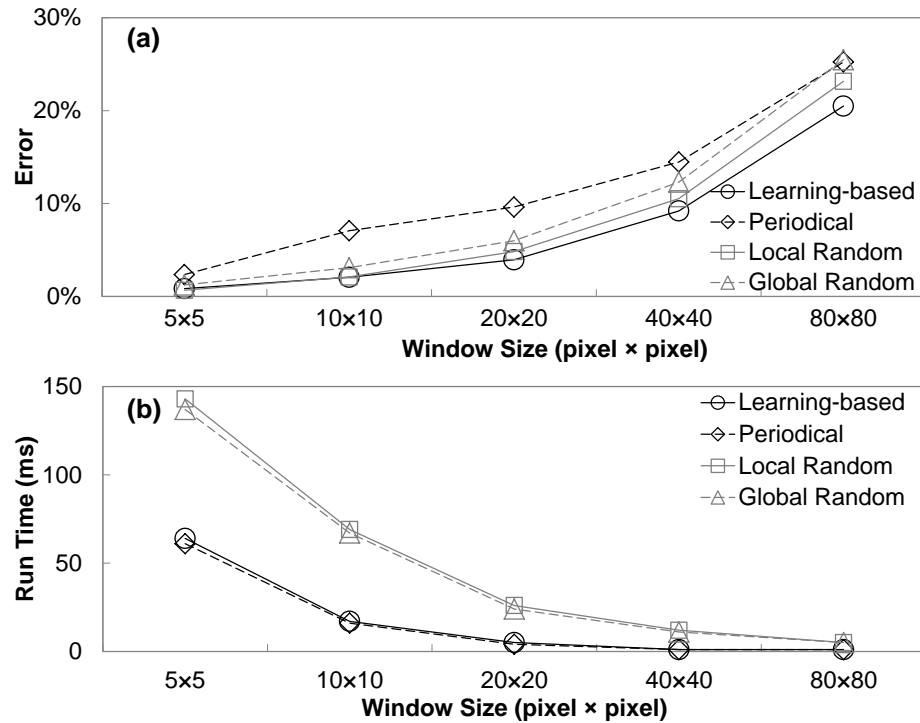 30%
(a)
20%
10%
0%
Error
Learning-based
Periodical
Local Random
Global Random
5×5 10×10 20×20 40×40 80×80
Window Size (pixel × pixel)
150
(b)
100
50
0
Run Time (ms)
Learning-based
Periodical
Local Random
Global Random
5×5 10×10 20×20 40×40 80×80
Window Size (pixel × pixel)